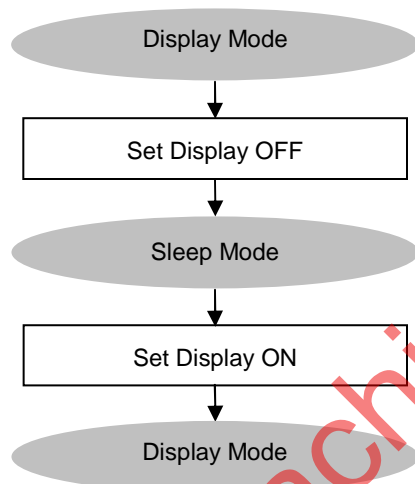 Display Mode
Set Display OFF
Sleep Mode
Set Display ON
Display Mode